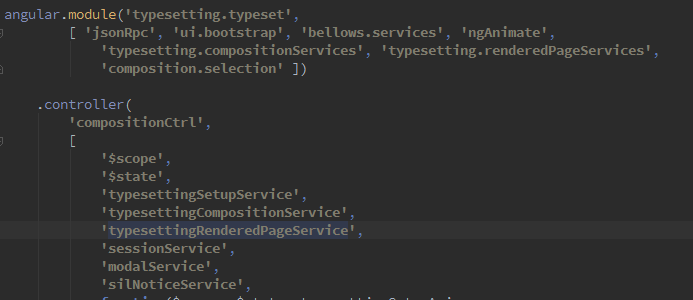 angular.module('typesetting.typeset',
[ 'jsonRpc', 'ui.bootstrap', 'bellows.services', 'ngAnimate',
'typesetting.compositionServices', 'typesetting.renderedPageServices',
'composition.selection' ])
.controller(
'compositionCtrl',
[
'$scope',
'$state',
'typesettingSetupService',
'typesettingCompositionService',
'typesettingRenderedPageService',
'sessionService',
'modalService',
'silNoticeService',